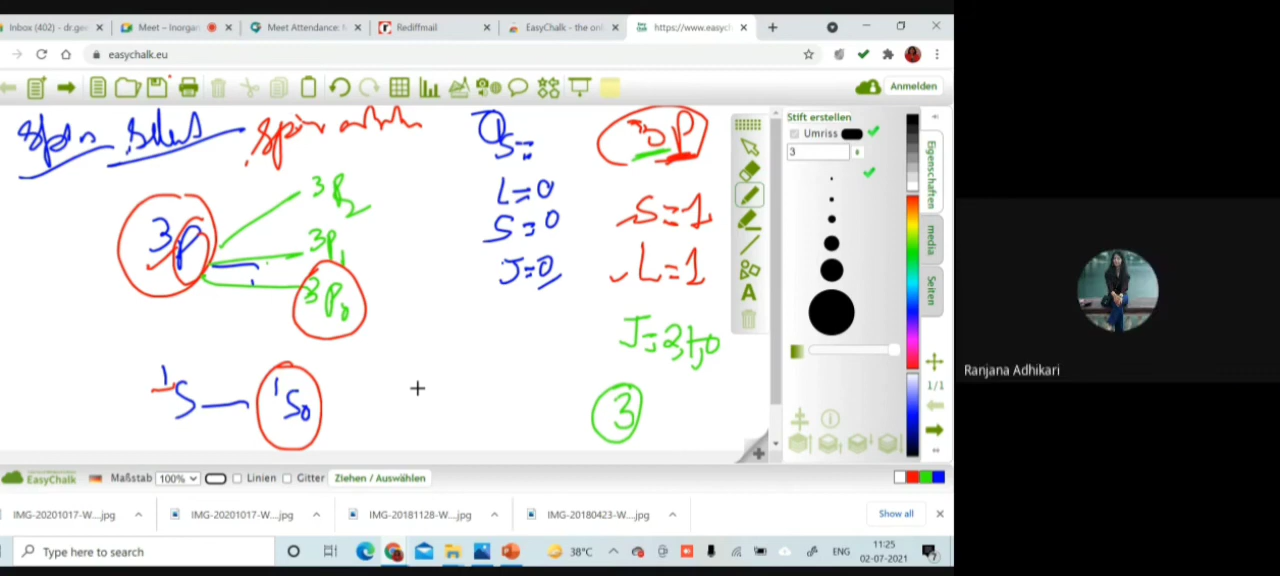 Inbox (402) - dr.gee
Meet – Inorgan
Meet Attendance: M
Rediffmail
EasyChalk - the onl
https://www.easych
easychalk.eu
Anmelden
3P
S=
L=0
S=0
J=0
S=1
L=1
3P
3P2
3P1
3P0
J=2,1,0
1S — 1S0
3
Stift erstellen
Umriss
3
Eigenschaften
media
Seiten
1/1
EasyChalk
Maßstab 100%
Linien
Gitter
Ziehen / Auswählen
IMG-20201017-W....jpg
IMG-20201017-W....jpg
IMG-20181128-W....jpg
IMG-20180423-W....jpg
Show all
Type here to search
38°C
ENG
11:25
02-07-2021
Ranjana Adhikari